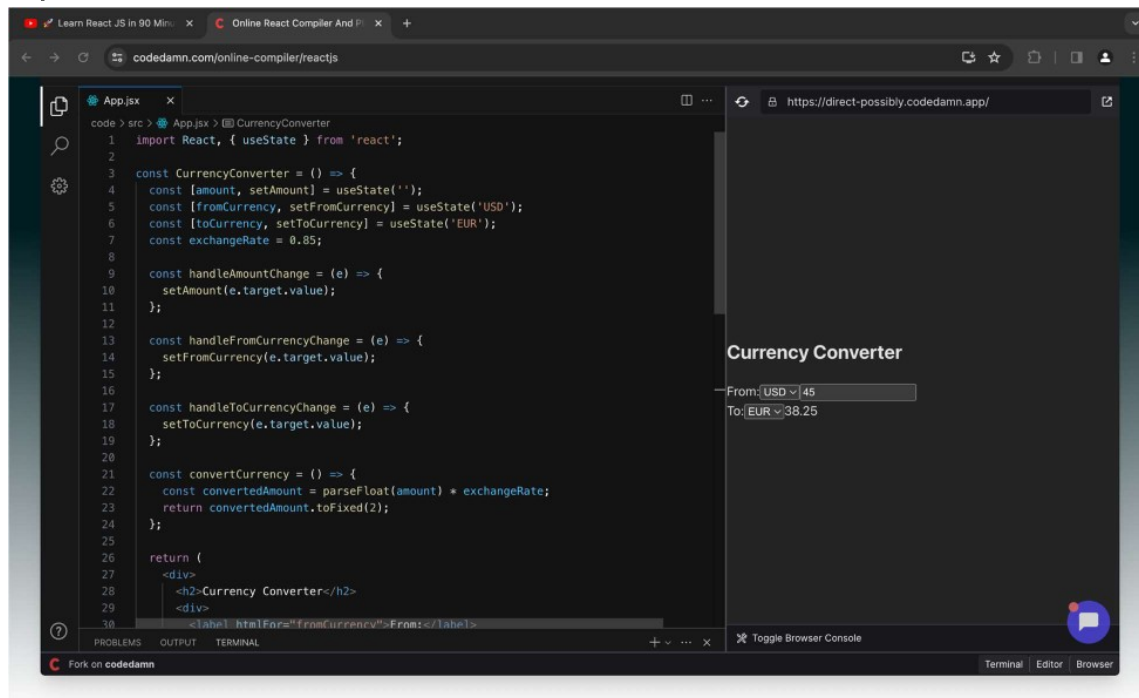 Learn React JS in 90 Minu
Online React Compiler And Pl
codedamn.com/online-compiler/reactjs
App.jsx
code > src > App.jsx > CurrencyConverter
1 import React, { useState } from 'react';
2
3 const CurrencyConverter = () => {
4 const [amount, setAmount] = useState('');
5 const [fromCurrency, setFromCurrency] = useState('USD');
6 const [toCurrency, setToCurrency] = useState('EUR');
7 const exchangeRate = 0.85;
8
9 const handleAmountChange = (e) => {
10 setAmount(e.target.value);
11 };
12
13 const handleFromCurrencyChange = (e) => {
14 setFromCurrency(e.target.value);
15 };
16
17 const handleToCurrencyChange = (e) => {
18 setToCurrency(e.target.value);
19 };
20
21 const convertCurrency = () => {
22 const convertedAmount = parseFloat(amount) * exchangeRate;
23 return convertedAmount.toFixed(2);
24 };
25
26 return (
27 <div>
28 <h2>Currency Converter</h2>
29 <div>
30 <label htmlFor="fromCurrency">From:</label>
PROBLEMS OUTPUT TERMINAL
https://direct-possibly.codedamn.app/
Currency Converter
From: USD 45
To: EUR 38.25
Toggle Browser Console
Fork on codedamn
Terminal Editor Browser